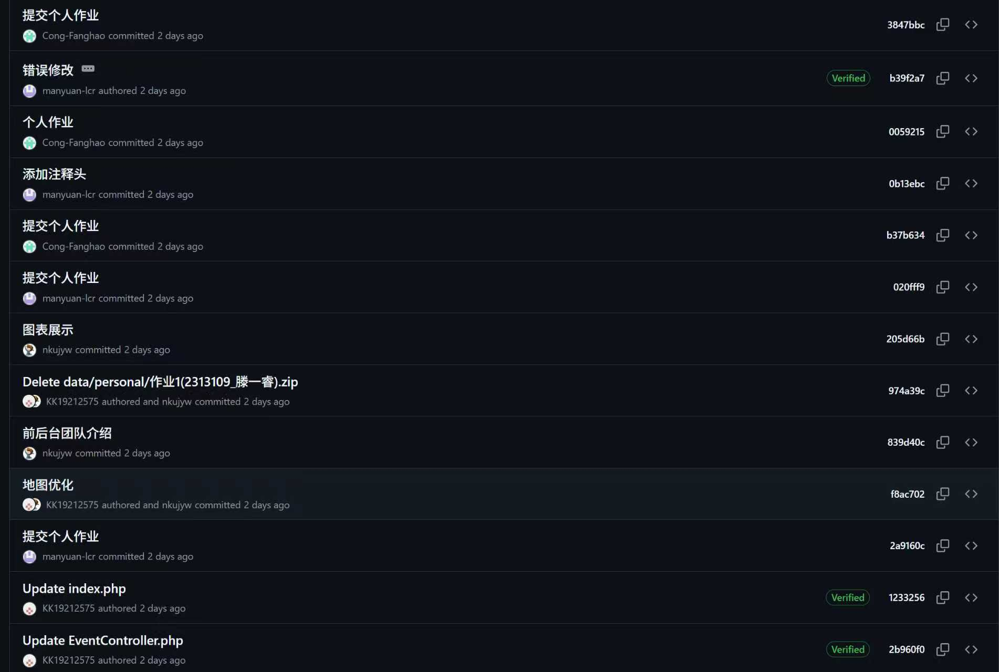 提交个人作业
3847bbc
Cong-Fanghao committed 2 days ago
错误修改
Verified
b39f2a7
manyuan-lcr authored 2 days ago
个人作业
0059215
Cong-Fanghao committed 2 days ago
添加注释头
0b13ebc
manyuan-lcr committed 2 days ago
提交个人作业
b37b634
Cong-Fanghao committed 2 days ago
提交个人作业
020fff9
manyuan-lcr committed 2 days ago
图表展示
205d66b
nkujyw committed 2 days ago
Delete data/personal/作业1(2313109_滕一睿).zip
974a39c
KK19212575 authored and nkujyw committed 2 days ago
前后台团队介绍
839d40c
nkujyw committed 2 days ago
地图优化
f8ac702
KK19212575 authored and nkujyw committed 2 days ago
提交个人作业
2a9160c
manyuan-lcr committed 2 days ago
Update index.php
Verified
1233256
KK19212575 authored 2 days ago
Update EventController.php
Verified
2b960f0
KK19212575 authored 2 days ago